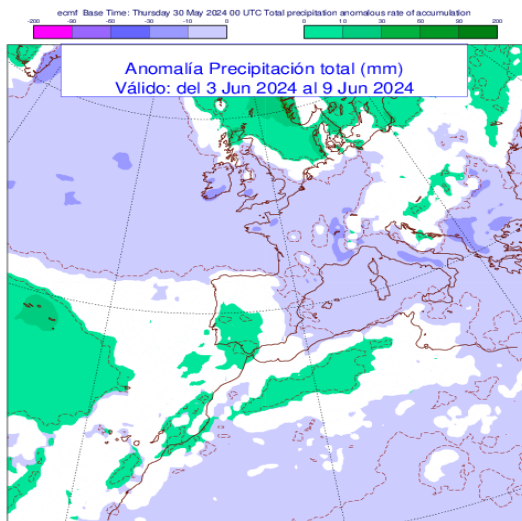 ecmf Base Time: Thursday 30 May 2024 00 UTC Total precipitation anomalous rate of accumulation
-200 -90 -60 -30 -10 0 0 10 30 60 90 200
Anomalía Precipitación total (mm)
Válido: del 3 Jun 2024 al 9 Jun 2024